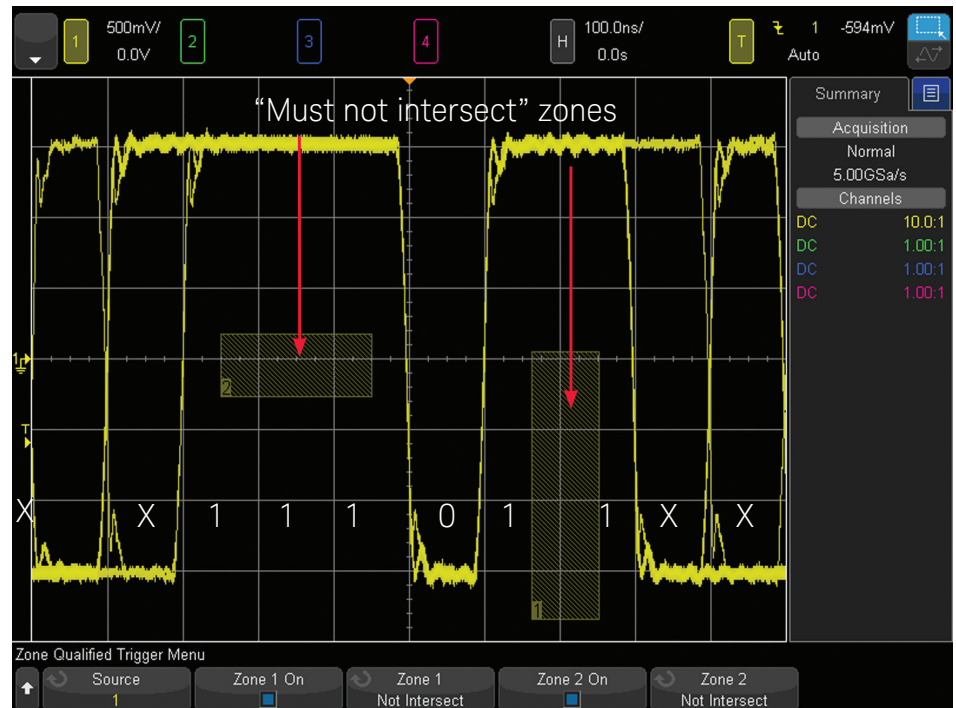 1 500mV/ 2 3 4 H 100.0ns/ T 1 -594mV
0.0V 0.0s Auto
Summary
“Must not intersect” zones
Acquisition
Normal
5.00GSa/s
Channels
DC 10.0:1
DC 1.00:1
DC 1.00:1
DC 1.00:1
1
2
T
X X 1 1 1 0 1 1 X X
1
Zone Qualified Trigger Menu
Source Zone 1 On Zone 1 Zone 2 On Zone 2
1 Not Intersect Not Intersect